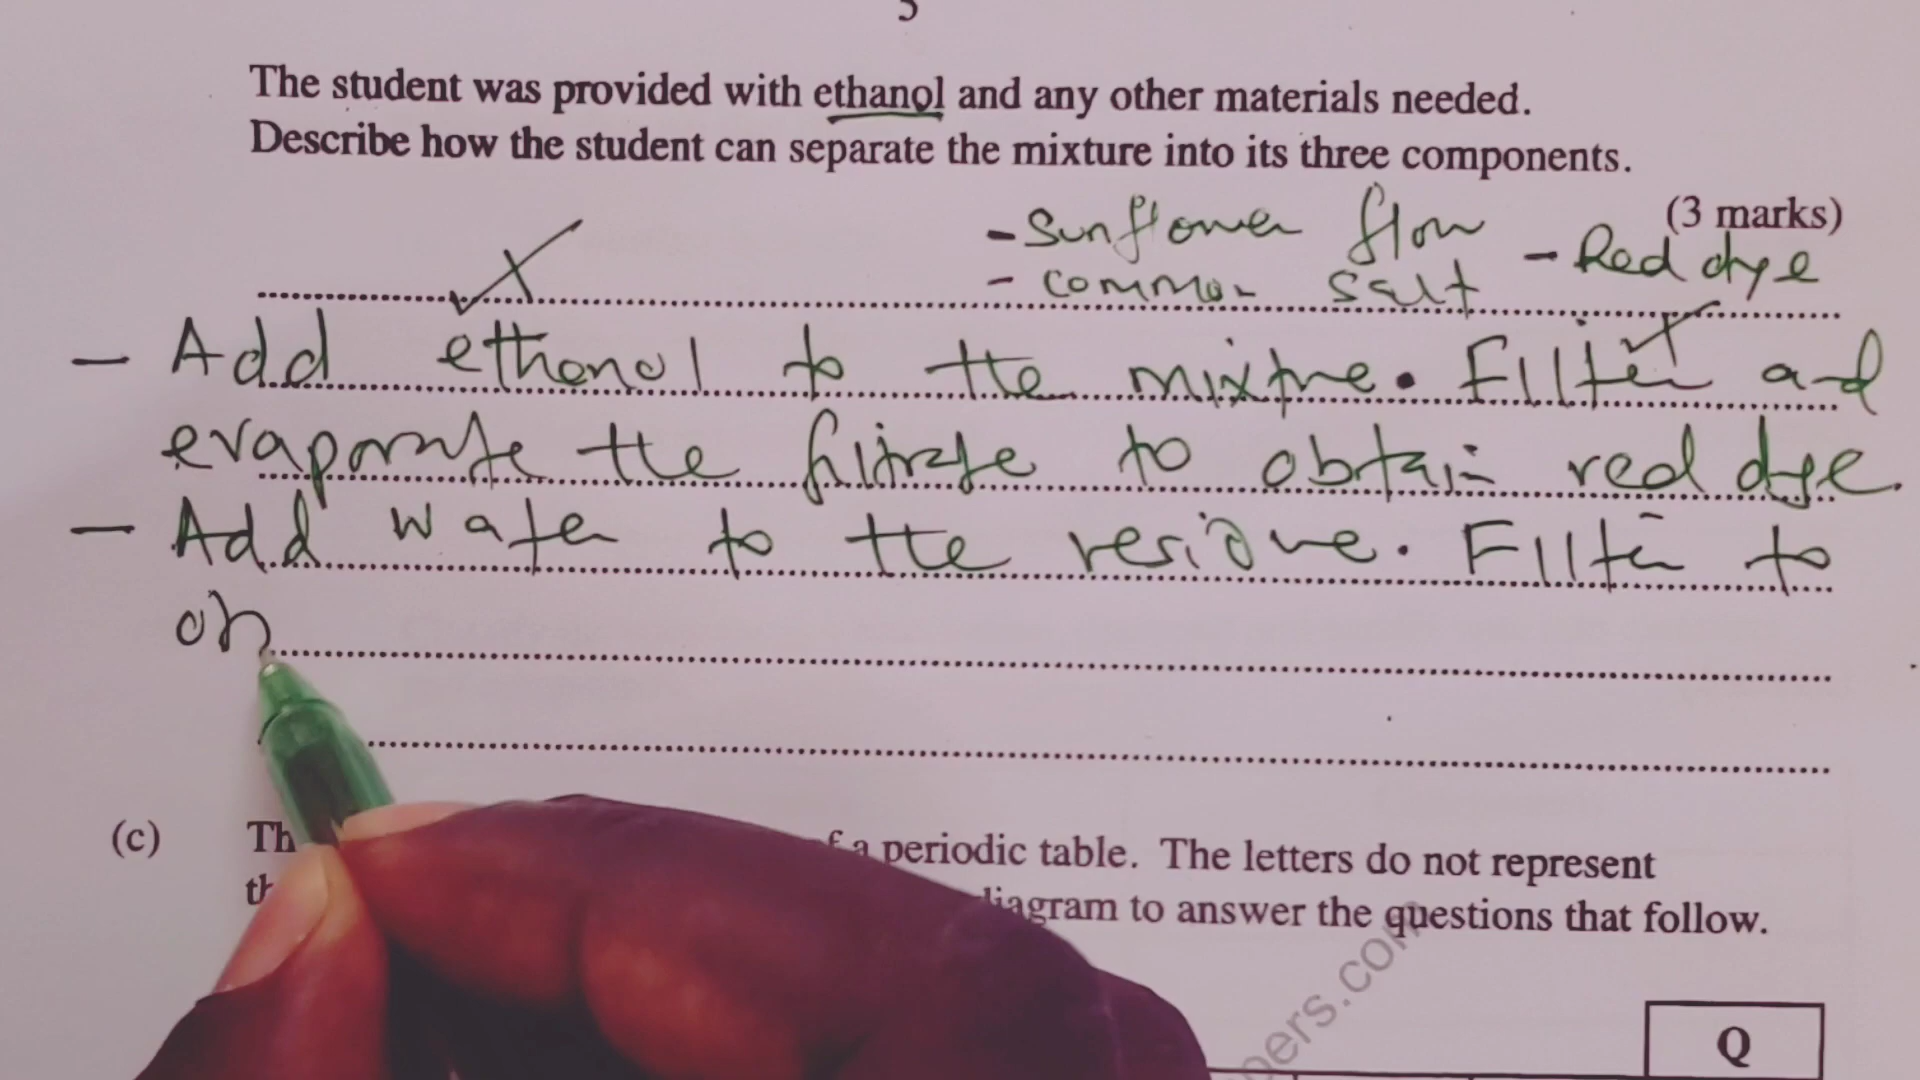 The student was provided with ethanol and any other materials needed.
Describe how the student can separate the mixture into its three components.
(3 marks)
- Sunflower flour
- Common salt
- Red dye
- Add ethanol to the mixture. Filter and
evaporate the filtrate to obtain red dye.
- Add water to the residue. Filter to
ob
(c) Th a periodic table. The letters do not represent
diagram to answer the questions that follow.
pers.com
Q